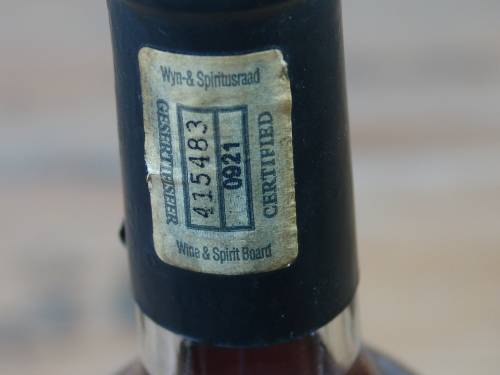 Wyn-& Spiritusraad
GESERTIFISEER
415483
0921
CERTIFIED
Wine & Spirit Board